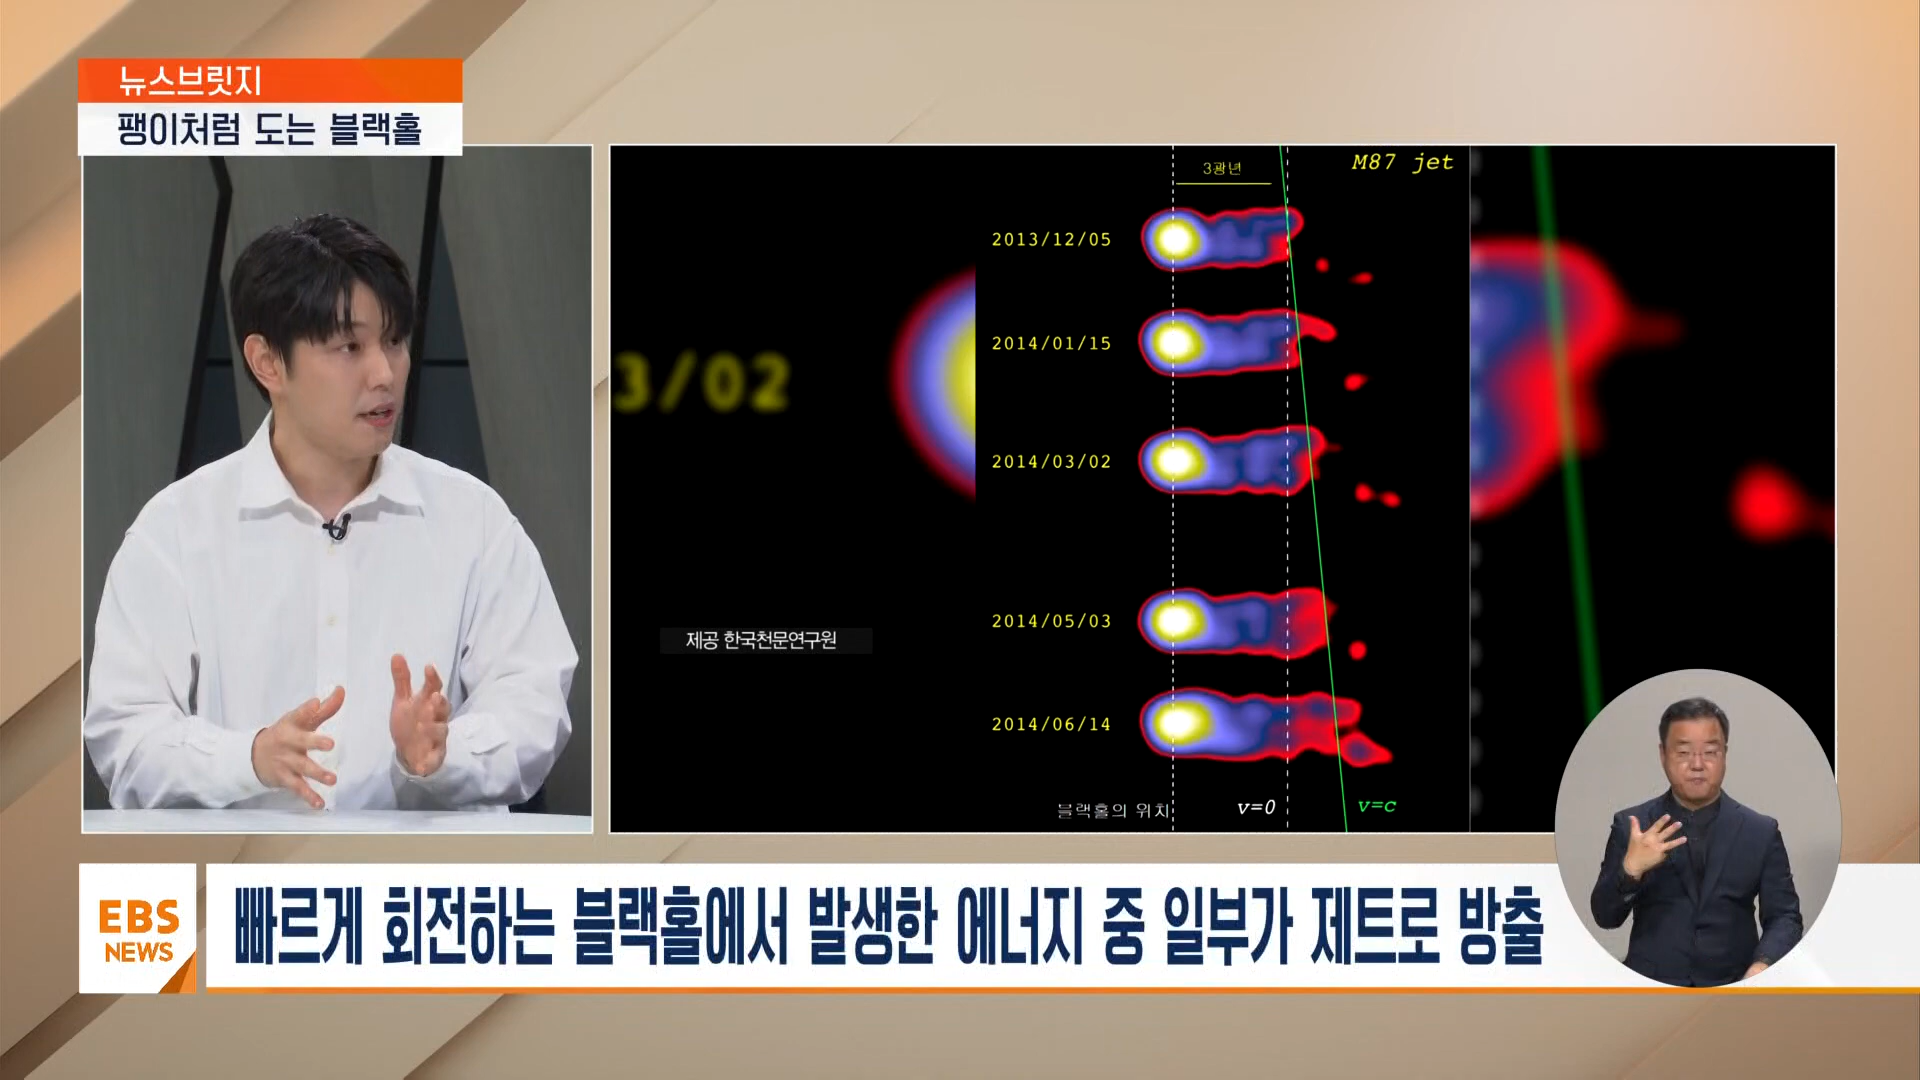 뉴스브릿지
팽이처럼 도는 블랙홀
3광년
M87 jet
2013/12/05
2014/01/15
3/02
2014/03/02
제공 한국천문연구원
2014/05/03
2014/06/14
블랙홀의 위치
v=0
v=c
EBS
NEWS
빠르게 회전하는 블랙홀에서 발생한 에너지 중 일부가 제트로 방출